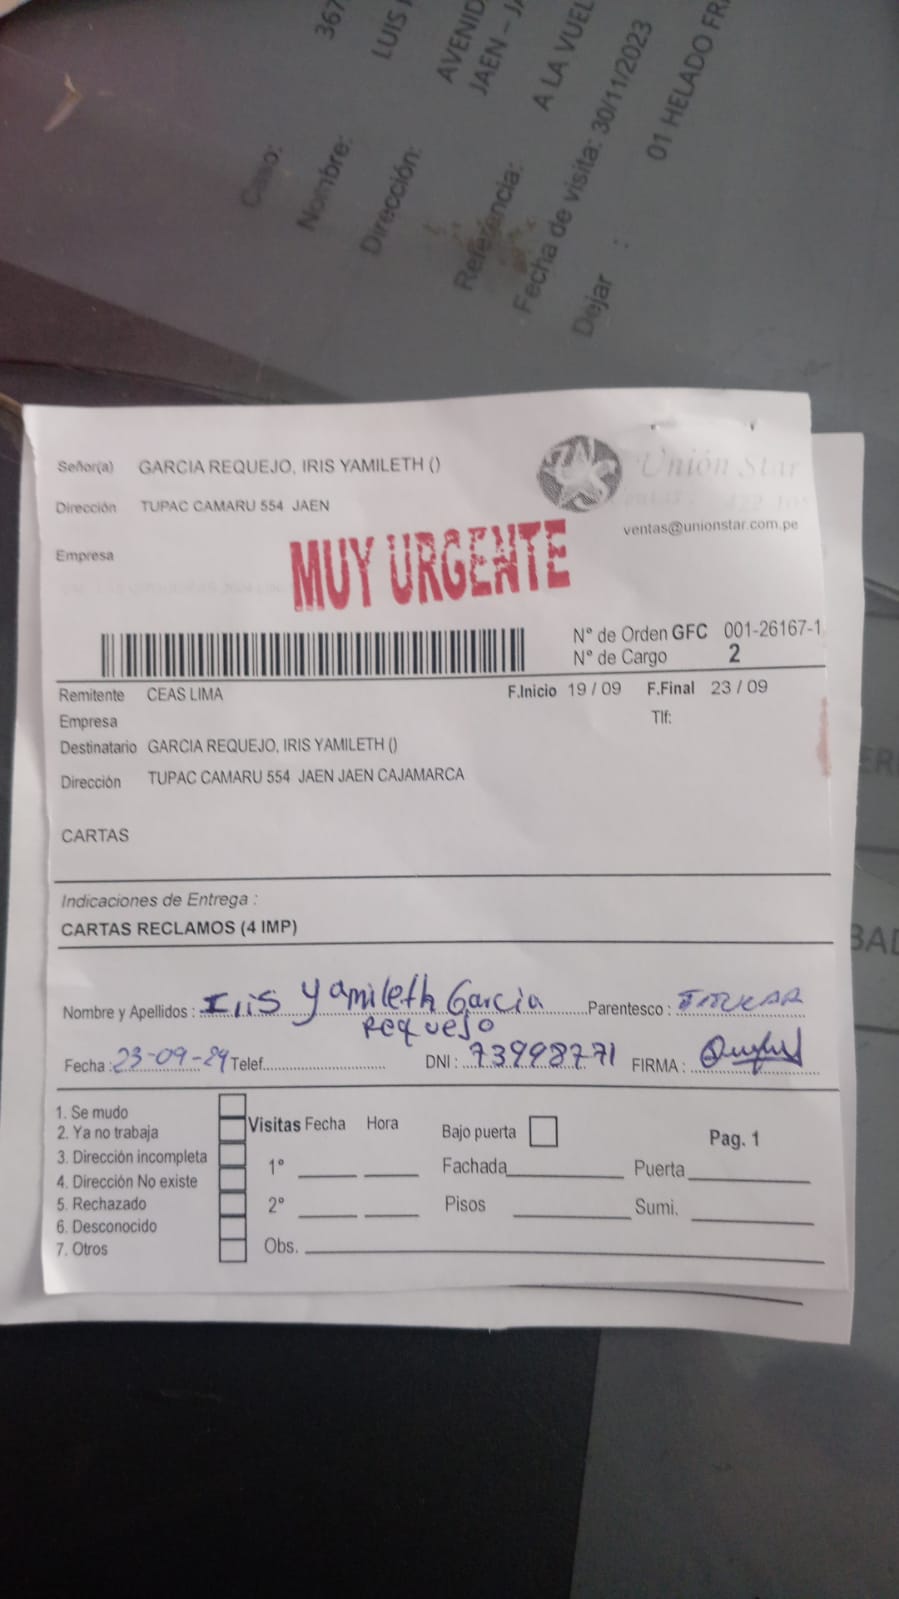 Caso: 367
Nombre: LUIS
Dirección: AVENID
JAEN – JA
Referencia: A LA VUEL
Fecha de visita: 30/11/2023
Dejar : 01 HELADO FR
Señor(a) GARCIA REQUEJO, IRIS YAMILETH ()
Unión Star
Dirección TUPAC CAMARU 554 JAEN
ventas@unionstar.com.pe
Empresa
MUY URGENTE
N° de Orden GFC 001-26167-1
N° de Cargo 2
Remitente CEAS LIMA F.Inicio 19 / 09 F.Final 23 / 09
Empresa Tlf:
Destinatario GARCIA REQUEJO, IRIS YAMILETH ()
Dirección TUPAC CAMARU 554 JAEN JAEN CAJAMARCA
CARTAS
Indicaciones de Entrega :
CARTAS RECLAMOS (4 IMP)
Nombre y Apellidos : Iris Yamileth Garcia Parentesco : TITULAR
Requejo
Fecha : 23-09-24 Telef. DNI : 73998771 FIRMA :
1. Se mudo
2. Ya no trabaja
3. Dirección incompleta
4. Dirección No existe
5. Rechazado
6. Desconocido
7. Otros
Visitas Fecha Hora Bajo puerta Pag. 1
1° Fachada Puerta
2° Pisos Sumi.
Obs.
ER
BAD